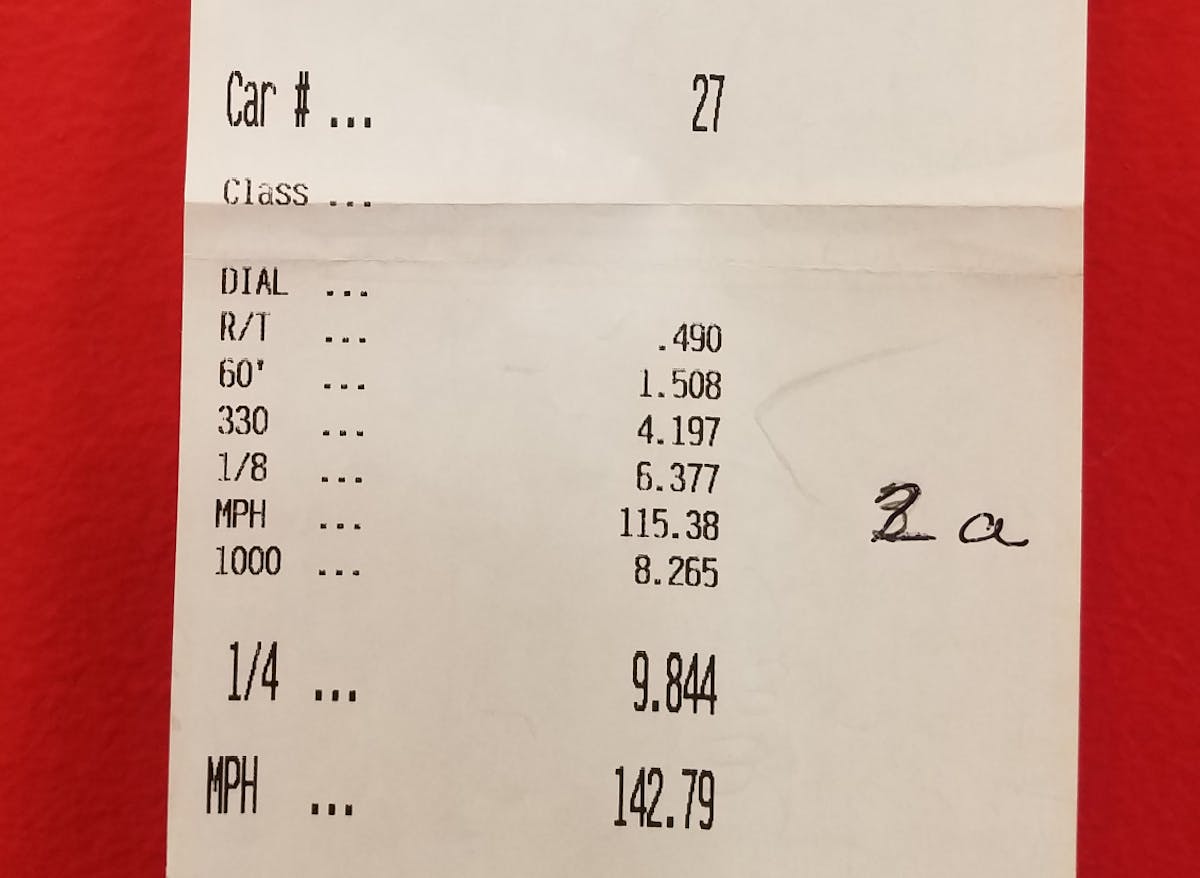 Car # ... 27
Class ...
DIAL ...
R/T ... .490
60' ... 1.508
330 ... 4.197
1/8 ... 6.377
MPH ... 115.38
1000 ... 8.265
1/4 ... 9.844
MPH ... 142.79